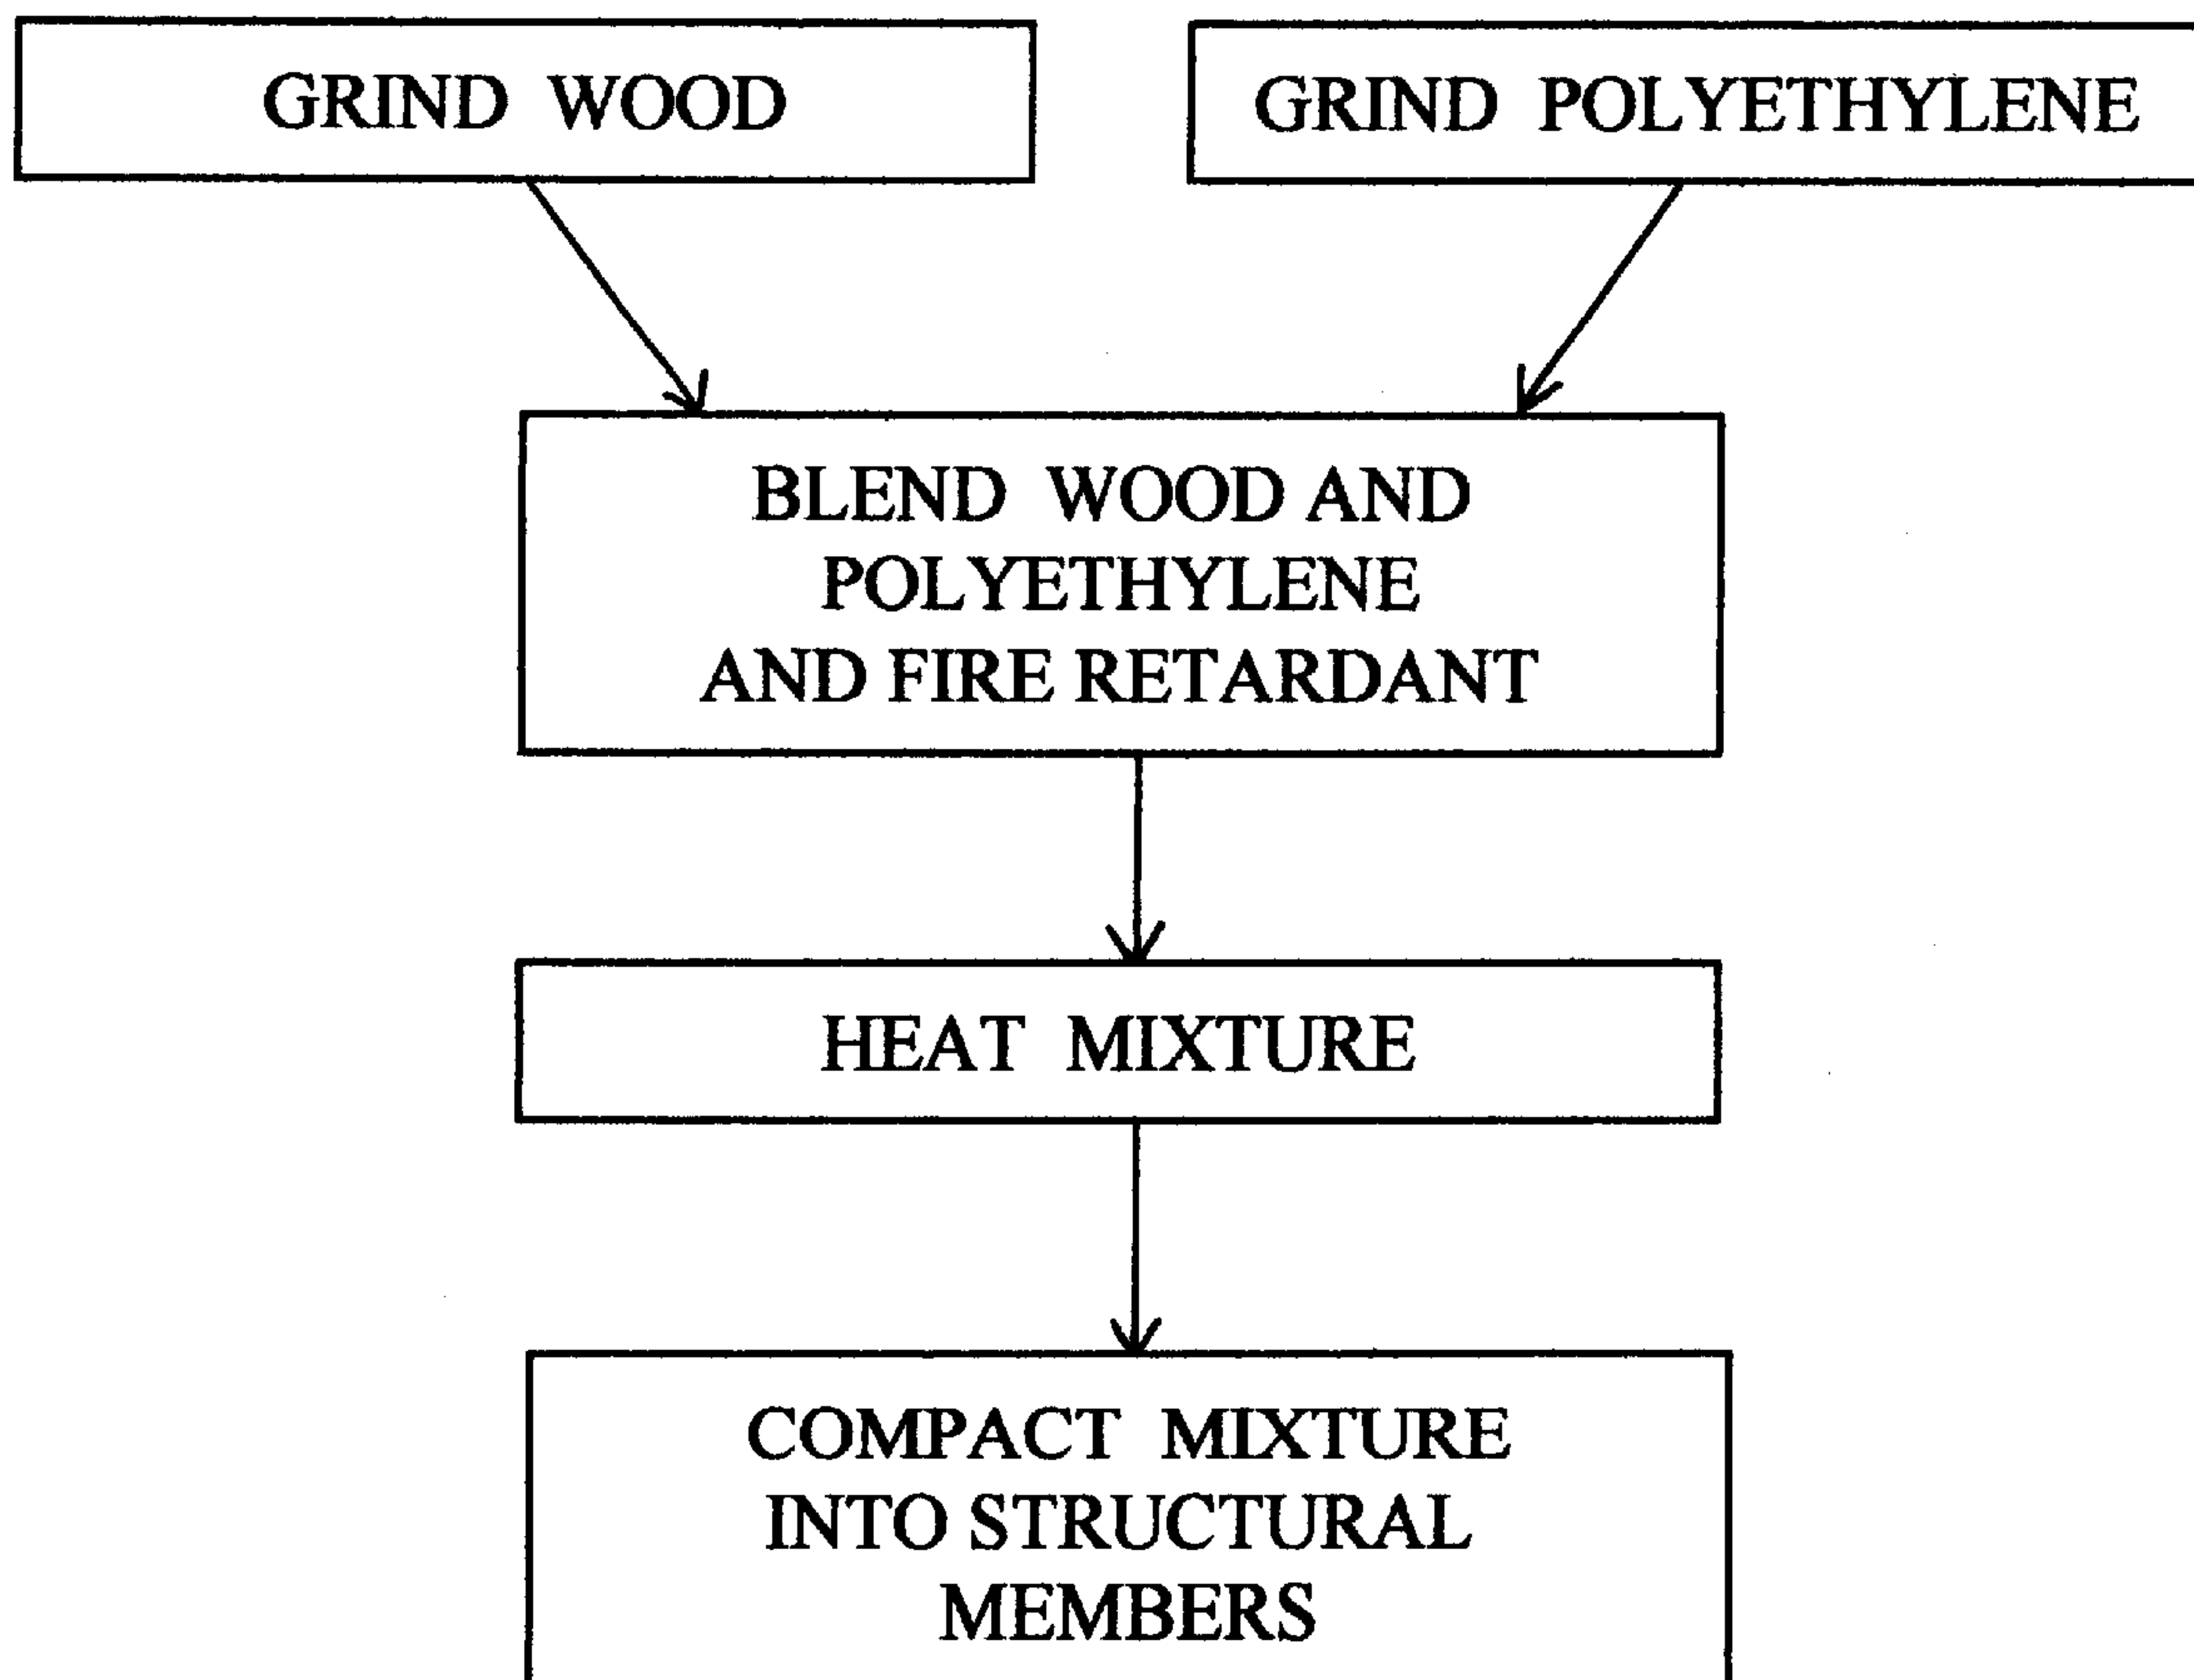 GRIND WOOD
GRIND POLYETHYLENE
BLEND WOOD AND
POLYETHYLENE
AND FIRE RETARDANT
HEAT MIXTURE
COMPACT MIXTURE
INTO STRUCTURAL
MEMBERS